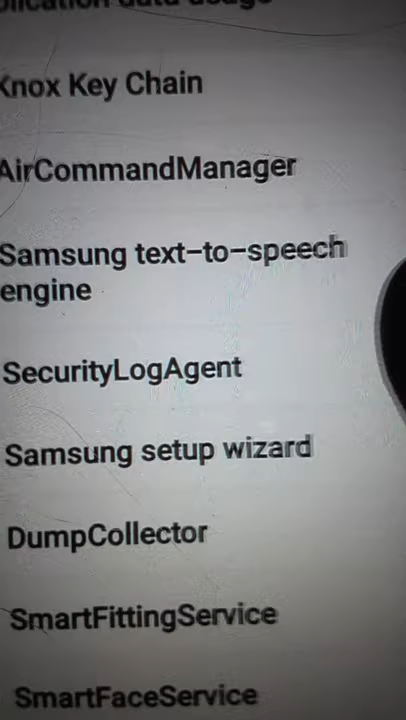 Knox Key Chain
AirCommandManager
Samsung text-to-speech
engine
SecurityLogAgent
Samsung setup wizard
DumpCollector
SmartFittingService
SmartFaceService